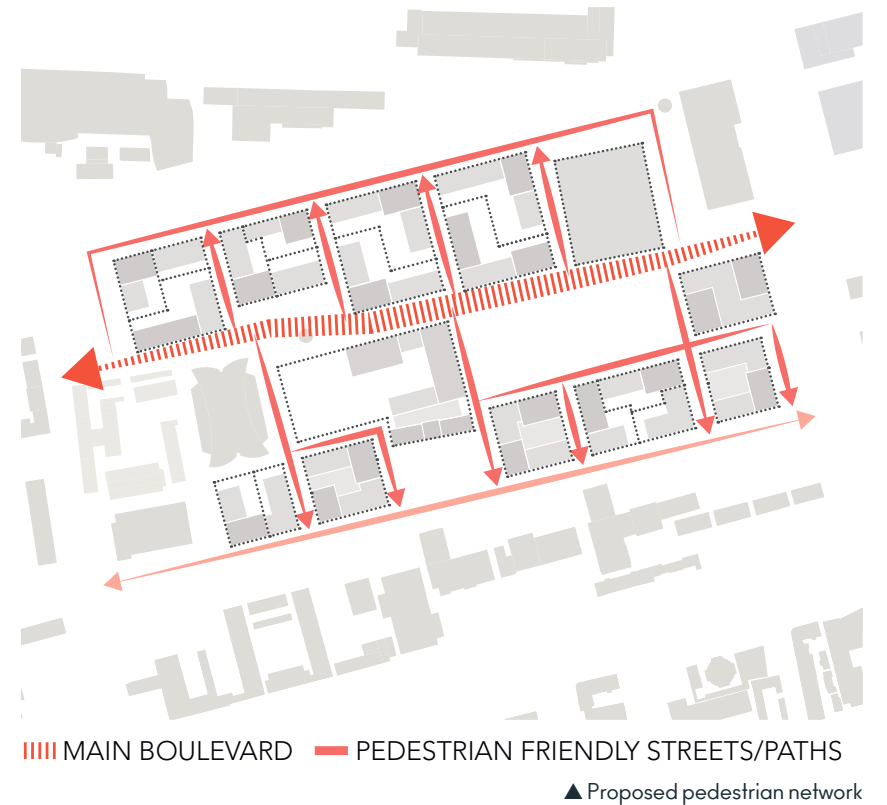 MAIN BOULEVARD PEDESTRIAN FRIENDLY STREETS/PATHS
▲ Proposed pedestrian network